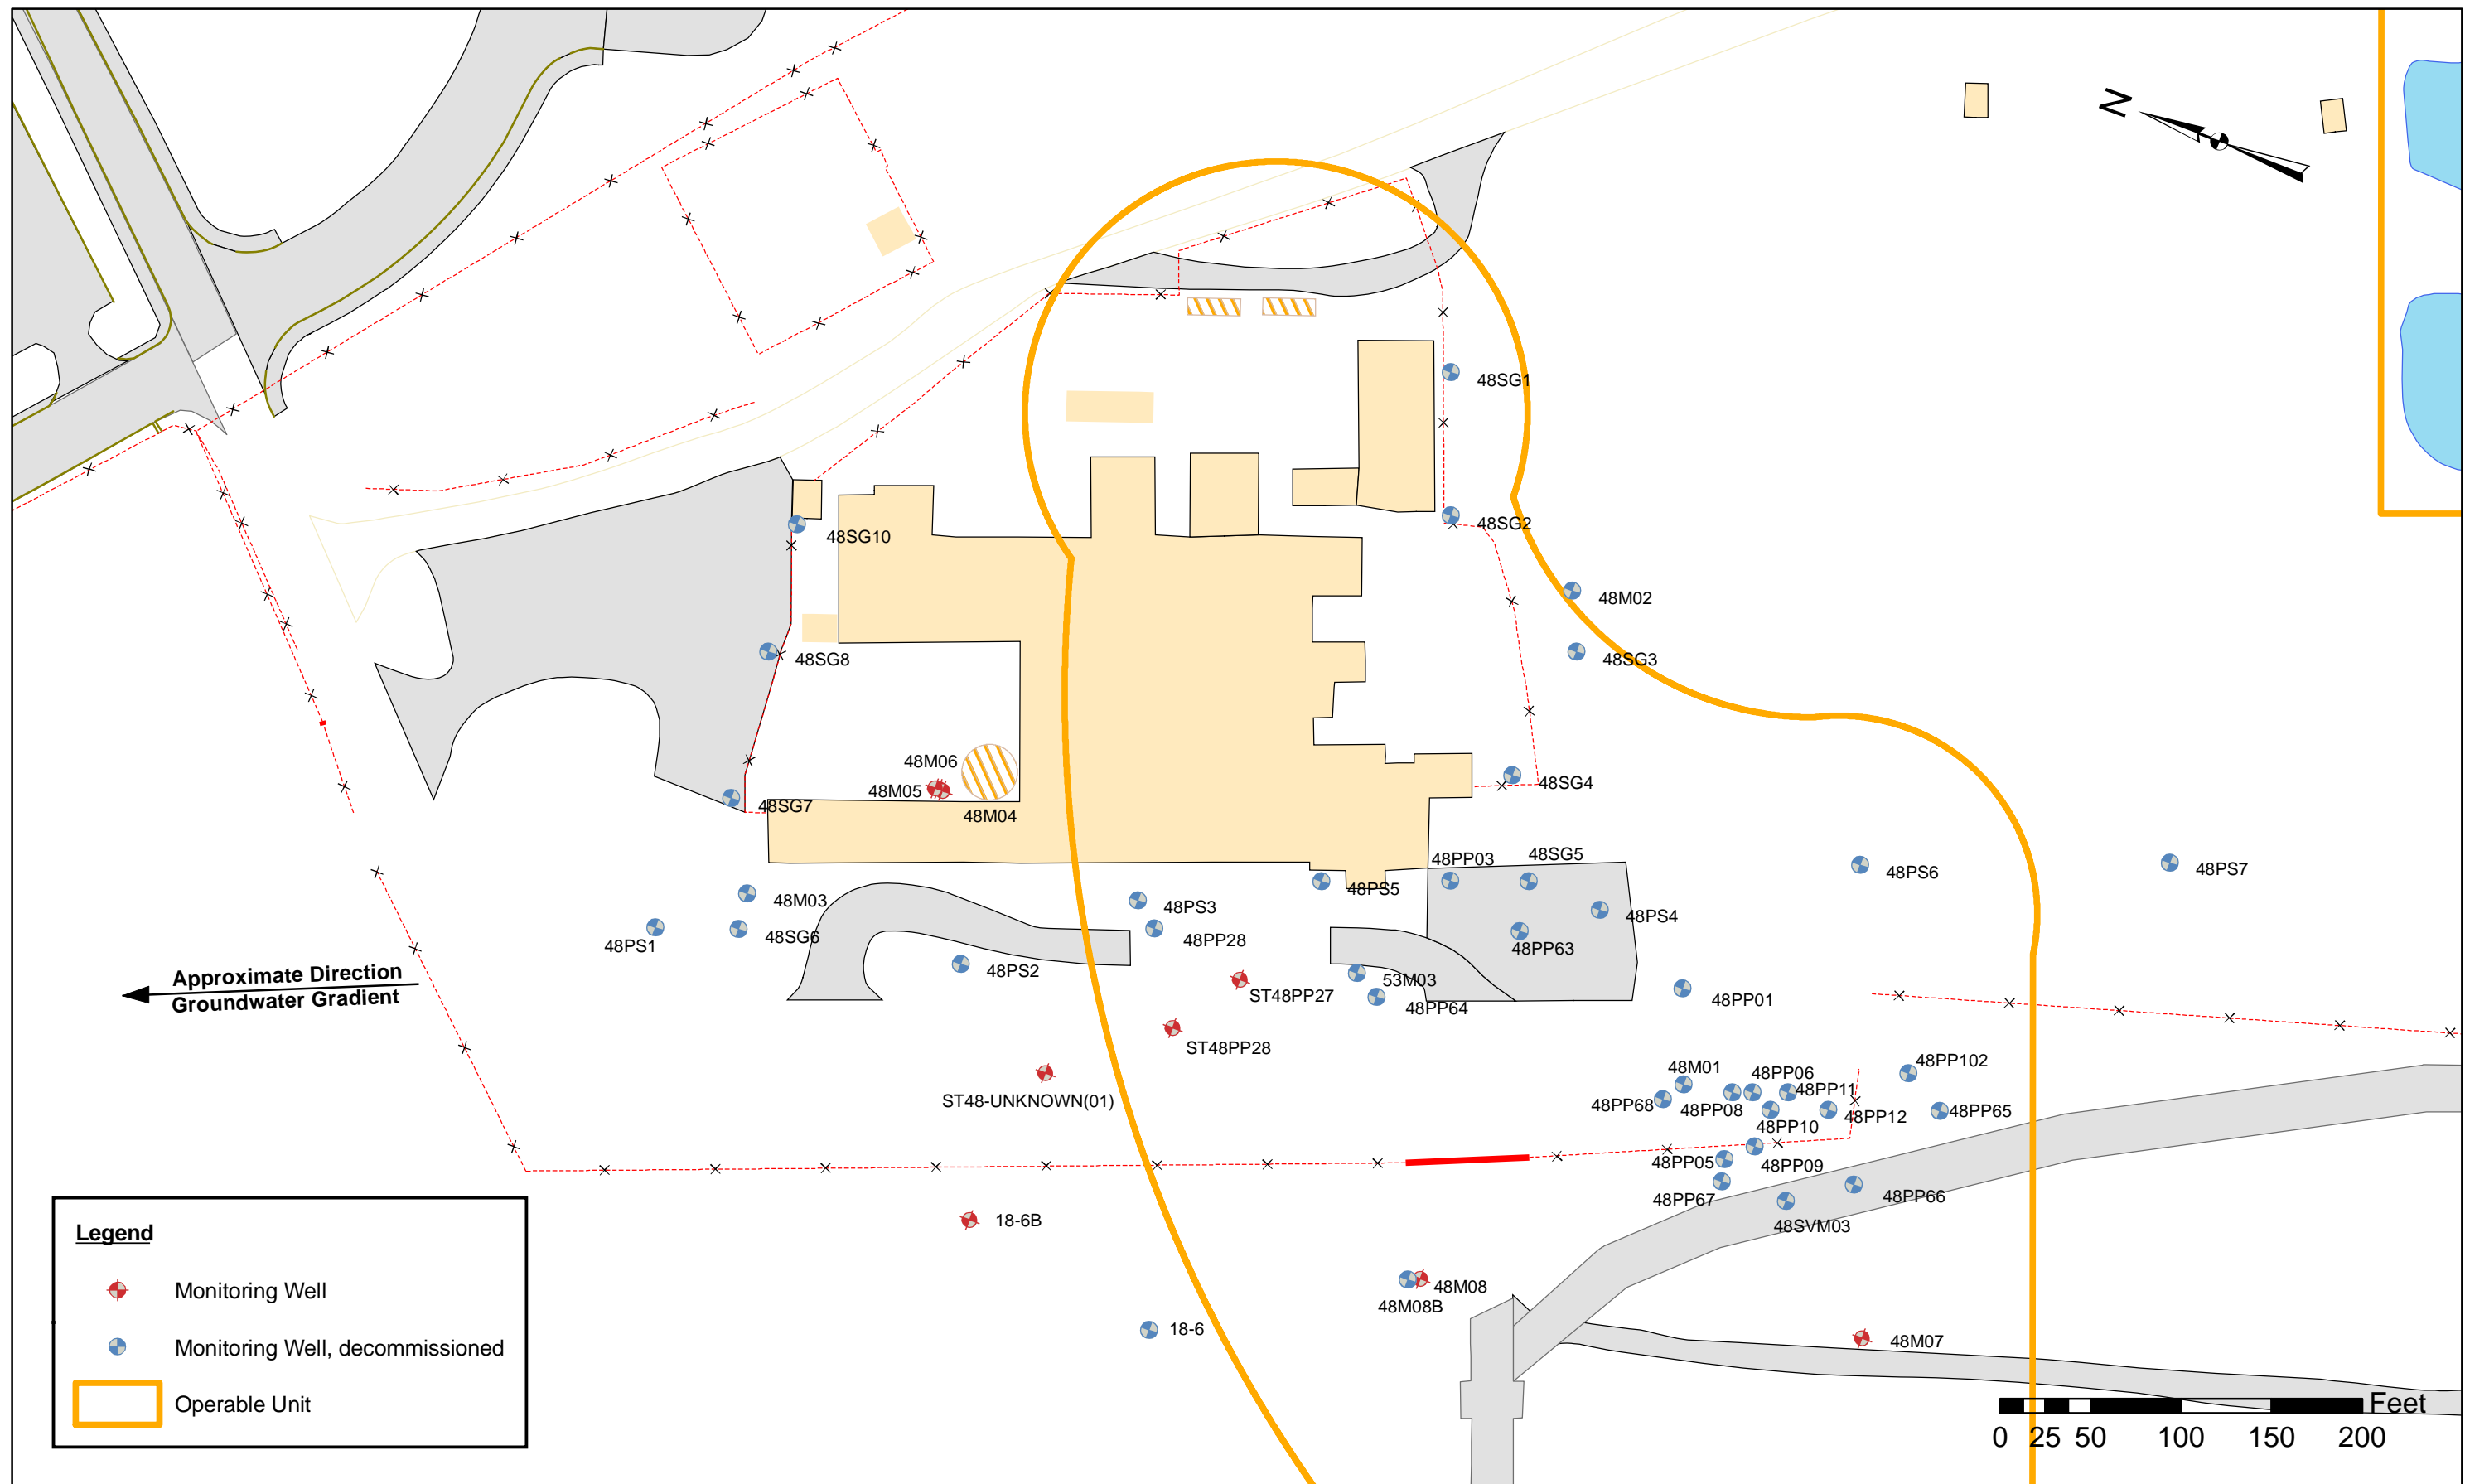 N
48SG1
48SG2
48SG10
48M02
48SG8
48SG3
48M06
48M05
48M04
48SG7
48SG4
48PP03
48SG5
48PS5
48PS6
48PS7
48M03
48PS3
48PS4
48PS1
48SG6
48PP28
48PP63
48PS2
53M03
ST48PP27
48PP64
48PP01
Approximate Direction
Groundwater Gradient
ST48PP28
48M01
48PP06
48PP102
48PP11
ST48-UNKNOWN(01)
48PP68
48PP08
48PP12
48PP65
48PP10
48PP05
48PP09
48PP67
48PP66
18-6B
48SVM03
48M08
48M08B
18-6
48M07
Legend
Monitoring Well
Monitoring Well, decommissioned
Operable Unit
Feet
0 25 50 100 150 200